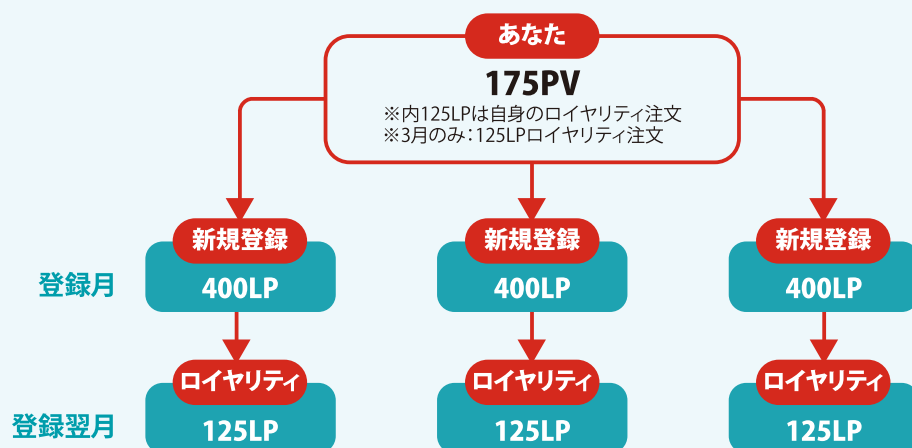 あなた
175PV
※内125LPは自身のロイヤリティ注文
※3月のみ：125LPロイヤリティ注文
新規登録 新規登録 新規登録
登録月 400LP 400LP 400LP
ロイヤリティ ロイヤリティ ロイヤリティ
登録翌月 125LP 125LP 125LP